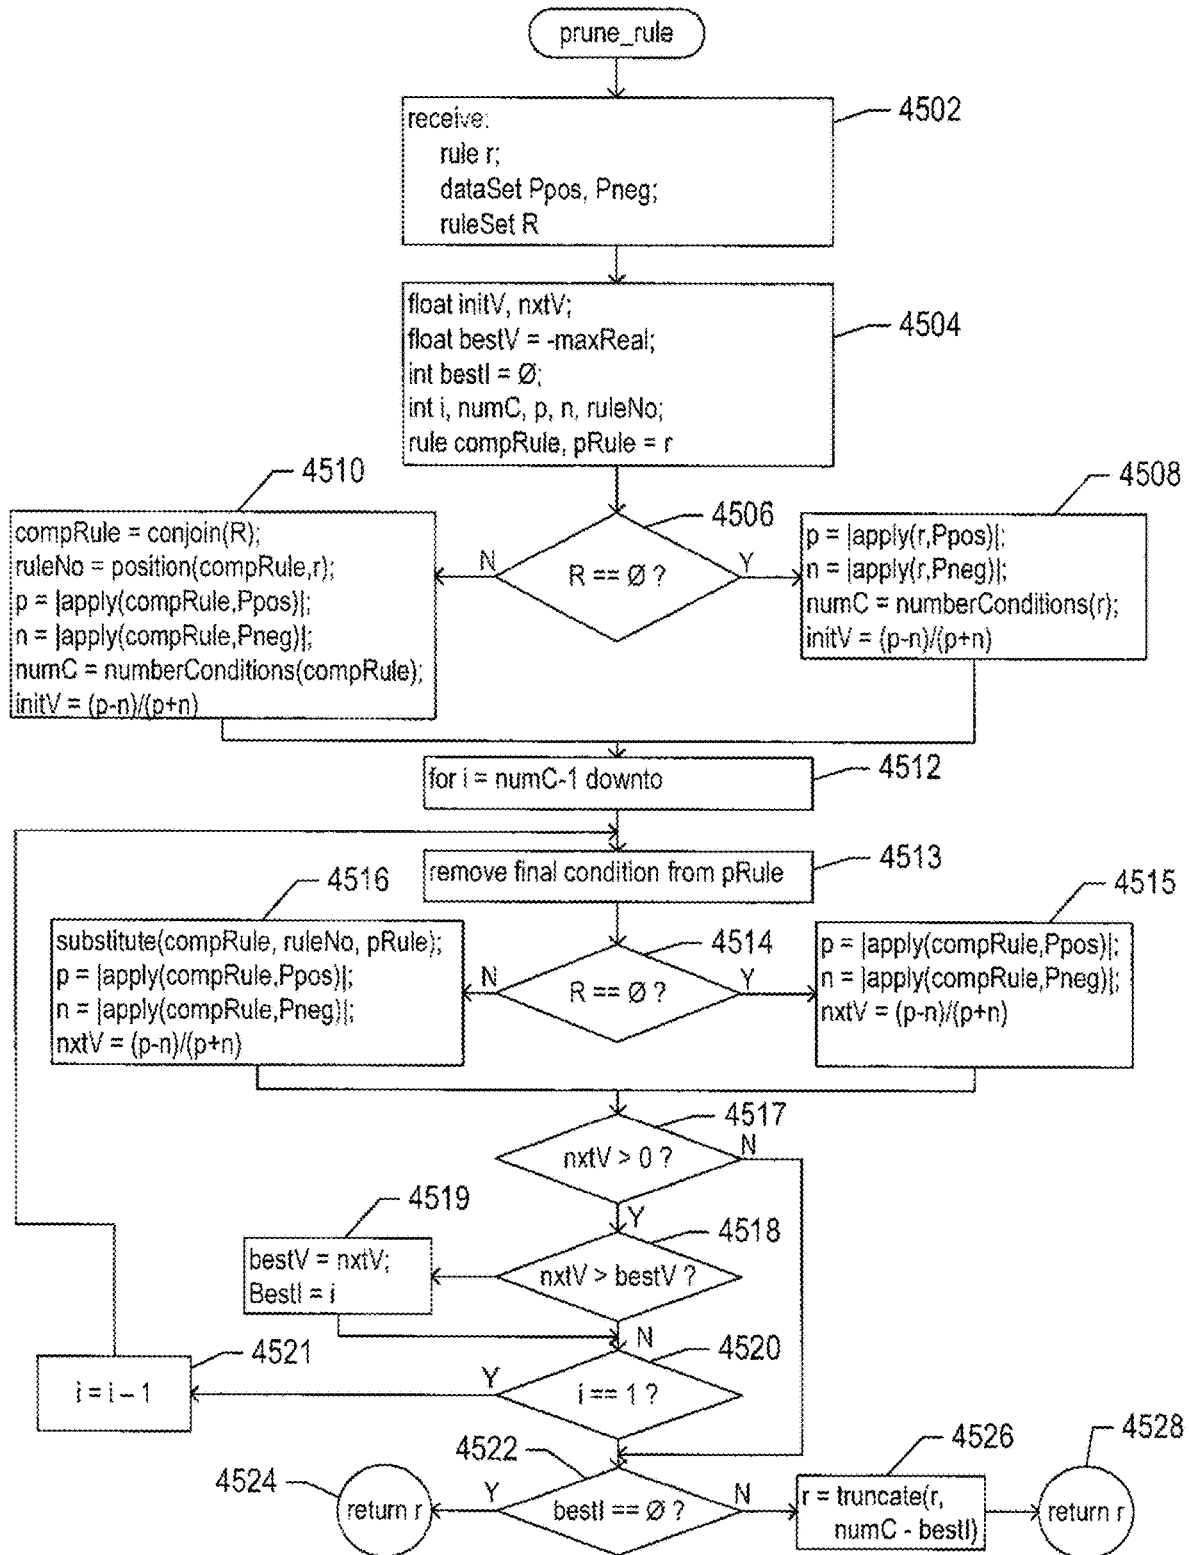 prune_rule
4502
receive:
rule r;
dataSet Ppos, Pneg;
ruleSet R
4504
float initV, nxtV;
float bestV = -maxReal;
int bestI = Ø;
int i, numC, p, n, ruleNo;
rule compRule, pRule = r
4510
compRule = conjoin(R);
ruleNo = position(compRule,r);
p = |apply(compRule,Ppos)|;
n = |apply(compRule,Pneg)|;
numC = numberConditions(compRule);
initV = (p-n)/(p+n)
4506
N
R == Ø ?
Y
4508
p = |apply(r,Ppos)|;
n = |apply(r,Pneg)|;
numC = numberConditions(r);
initV = (p-n)/(p+n)
4512
for i = numC-1 downto
4513
remove final condition from pRule
4516
substitute(compRule, ruleNo, pRule);
p = |apply(compRule,Ppos)|;
n = |apply(compRule,Pneg)|;
nxtV = (p-n)/(p+n)
4514
N
R == Ø ?
Y
4515
p = |apply(compRule,Ppos)|;
n = |apply(compRule,Pneg)|;
nxtV = (p-n)/(p+n)
4517
nxtV > 0 ?
N
Y
4519
bestV = nxtV;
BestI = i
4518
nxtV > bestV ?
N
4521
i = i – 1
4520
Y
i == 1 ?
4522
4524
return r
Y
bestI == Ø ?
N
4526
r = truncate(r,
numC - bestI)
4528
return r